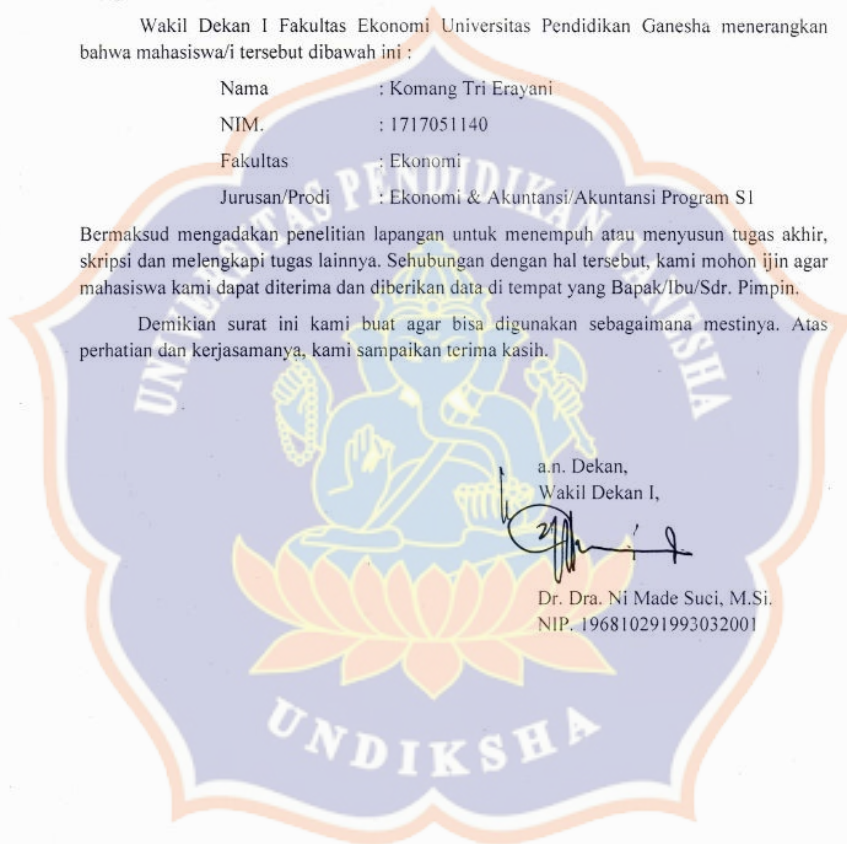 Wakil Dekan I Fakultas Ekonomi Universitas Pendidikan Ganesha menerangkan
bahwa mahasiswa/i tersebut dibawah ini :
Nama : Komang Tri Erayani
NIM. : 1717051140
Fakultas : Ekonomi
Jurusan/Prodi : Ekonomi & Akuntansi/Akuntansi Program S1
Bermaksud mengadakan penelitian lapangan untuk menempuh atau menyusun tugas akhir,
skripsi dan melengkapi tugas lainnya. Sehubungan dengan hal tersebut, kami mohon ijin agar
mahasiswa kami dapat diterima dan diberikan data di tempat yang Bapak/Ibu/Sdr. Pimpin.
Demikian surat ini kami buat agar bisa digunakan sebagaimana mestinya. Atas
perhatian dan kerjasamanya, kami sampaikan terima kasih.
a.n. Dekan,
Wakil Dekan I,
Dr. Dra. Ni Made Suci, M.Si.
NIP. 196810291993032001
UNIVERSITAS PENDIDIKAN GANESHA
UNDIKSHA